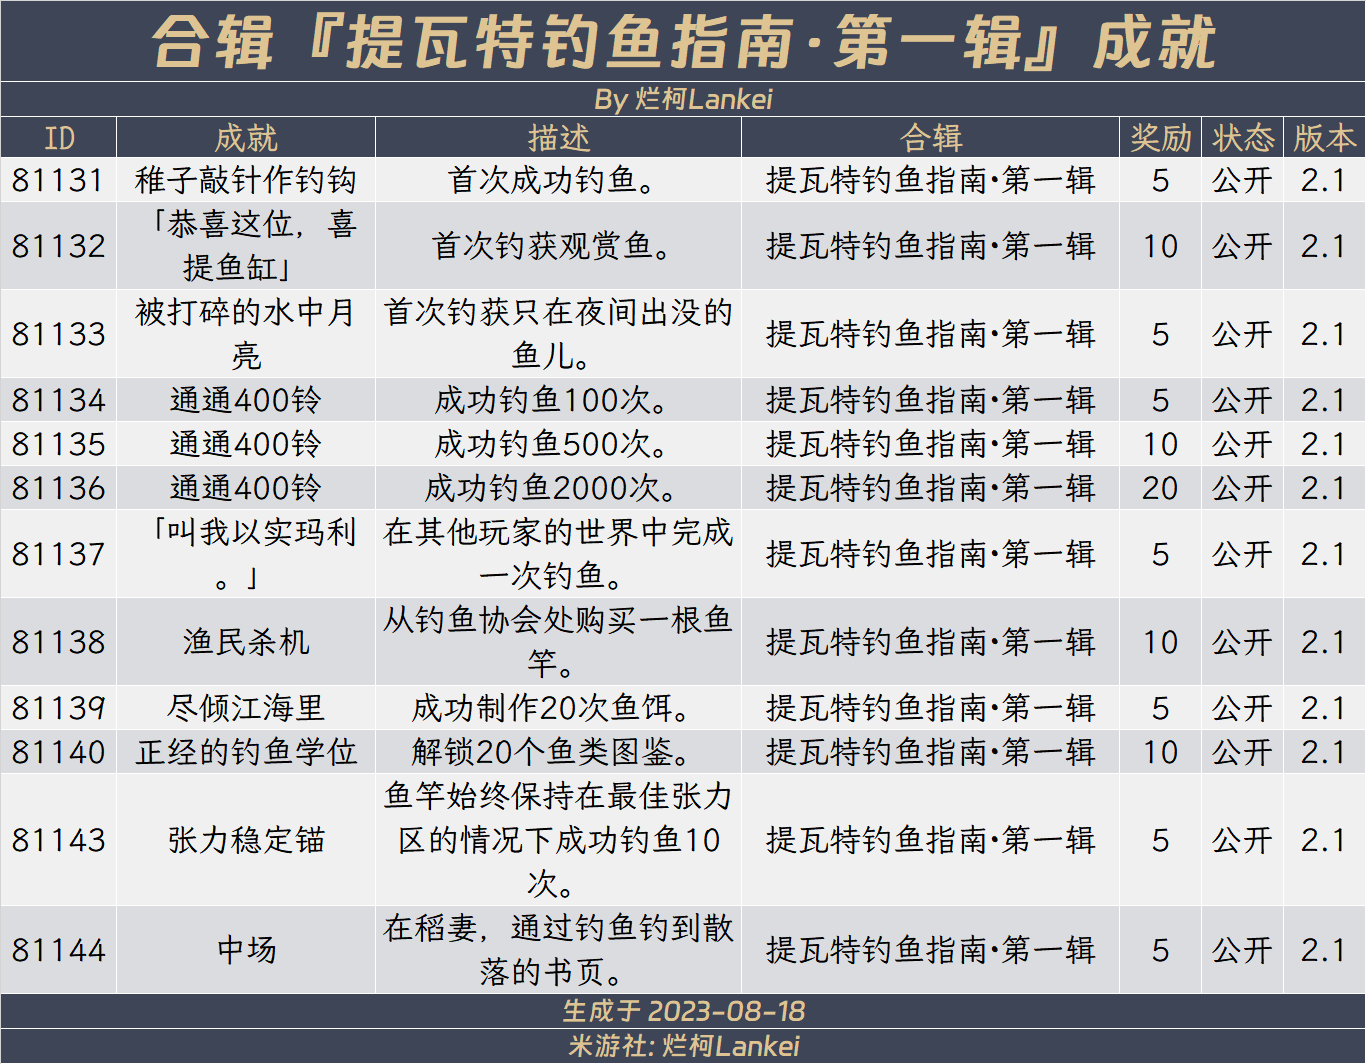 合辑『提瓦特钓鱼指南·第一辑』成就
By 烂柯Lankei
ID 成就 描述 合辑 奖励 状态 版本
81131 稚子敲针作钓钩 首次成功钓鱼。 提瓦特钓鱼指南·第一辑 5 公开 2.1
81132 「恭喜这位，喜提鱼缸」 首次钓获观赏鱼。 提瓦特钓鱼指南·第一辑 10 公开 2.1
81133 被打碎的水中月亮 首次钓获只在夜间出没的鱼儿。 提瓦特钓鱼指南·第一辑 5 公开 2.1
81134 通通400铃 成功钓鱼100次。 提瓦特钓鱼指南·第一辑 5 公开 2.1
81135 通通400铃 成功钓鱼500次。 提瓦特钓鱼指南·第一辑 10 公开 2.1
81136 通通400铃 成功钓鱼2000次。 提瓦特钓鱼指南·第一辑 20 公开 2.1
81137 「叫我以实玛利。」 在其他玩家的世界中完成一次钓鱼。 提瓦特钓鱼指南·第一辑 5 公开 2.1
81138 渔民杀机 从钓鱼协会处购买一根鱼竿。 提瓦特钓鱼指南·第一辑 10 公开 2.1
81139 尽倾江海里 成功制作20次鱼饵。 提瓦特钓鱼指南·第一辑 5 公开 2.1
81140 正经的钓鱼学位 解锁20个鱼类图鉴。 提瓦特钓鱼指南·第一辑 10 公开 2.1
81143 张力稳定锚 鱼竿始终保持在最佳张力区的情况下成功钓鱼10次。 提瓦特钓鱼指南·第一辑 5 公开 2.1
81144 中场 在稻妻，通过钓鱼钓到散落的书页。 提瓦特钓鱼指南·第一辑 5 公开 2.1
生成于 2023-08-18
米游社: 烂柯Lankei